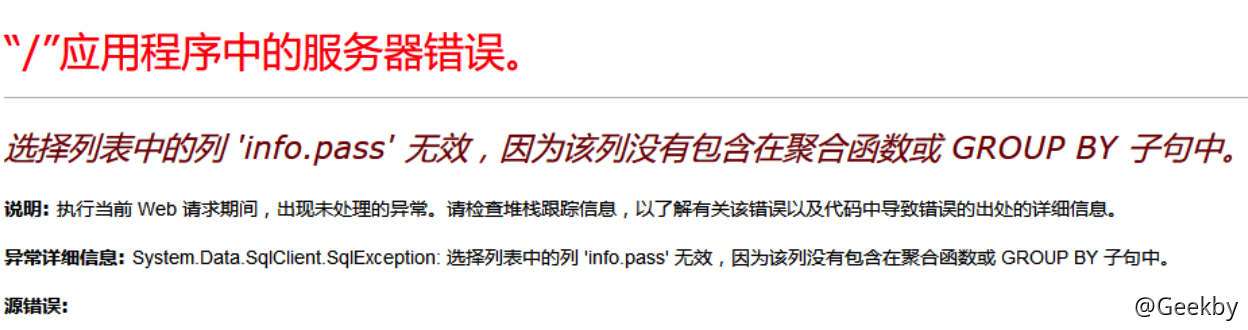 “/”应用程序中的服务器错误。
选择列表中的列 'info.pass' 无效，因为该列没有包含在聚合函数或 GROUP BY 子句中。
说明: 执行当前 Web 请求期间，出现未处理的异常。请检查堆栈跟踪信息，以了解有关该错误以及代码中导致错误的出处的详细信息。
异常详细信息: System.Data.SqlClient.SqlException: 选择列表中的列 'info.pass' 无效，因为该列没有包含在聚合函数或 GROUP BY 子句中。
源错误:
@Geekby